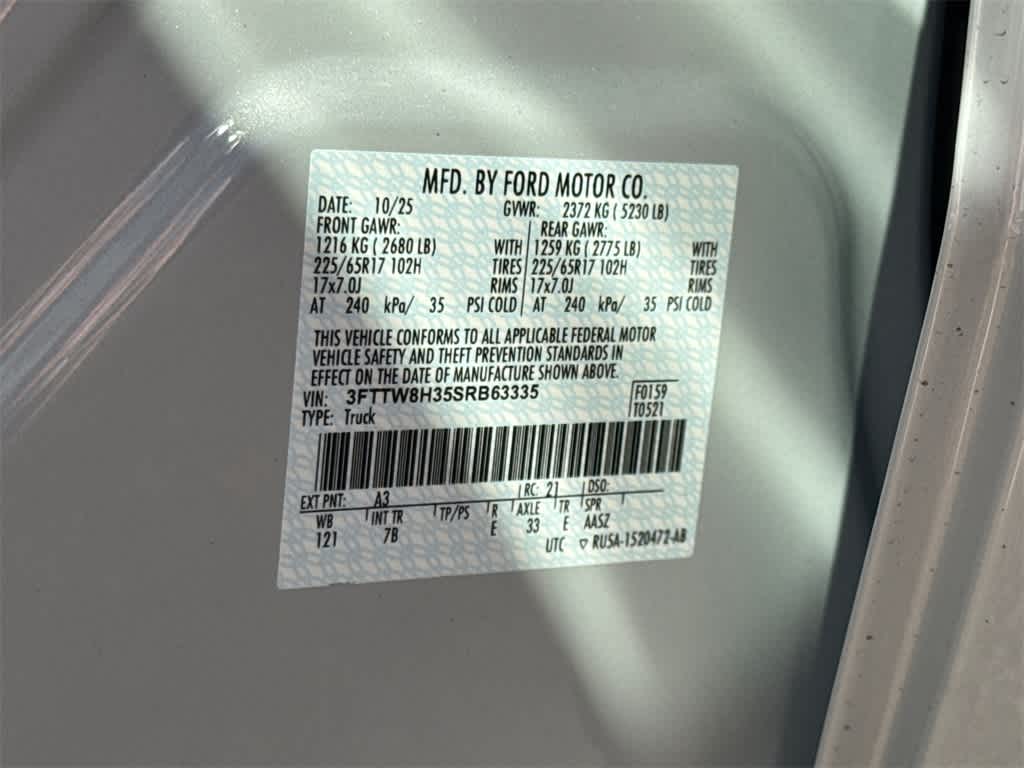 MFD. BY FORD MOTOR CO.
DATE: 10/25 GVWR: 2372 KG ( 5230 LB)
FRONT GAWR: REAR GAWR:
1216 KG ( 2680 LB) WITH 1259 KG ( 2775 LB) WITH
225/65R17 102H TIRES 225/65R17 102H TIRES
17x7.0J RIMS 17x7.0J RIMS
AT 240 kPa/ 35 PSI COLD AT 240 kPa/ 35 PSI COLD
THIS VEHICLE CONFORMS TO ALL APPLICABLE FEDERAL MOTOR
VEHICLE SAFETY AND THEFT PREVENTION STANDARDS IN
EFFECT ON THE DATE OF MANUFACTURE SHOWN ABOVE.
VIN: 3FTTW8H35SRB63335 F0159
TYPE: Truck T0521
EXT PNT: A3 RC: 21 DSO:
WB INT TR TP/PS R AXLE TR SPR
121 7B E 33 E AASZ
UTC ▽ RU5A-1520472-AB